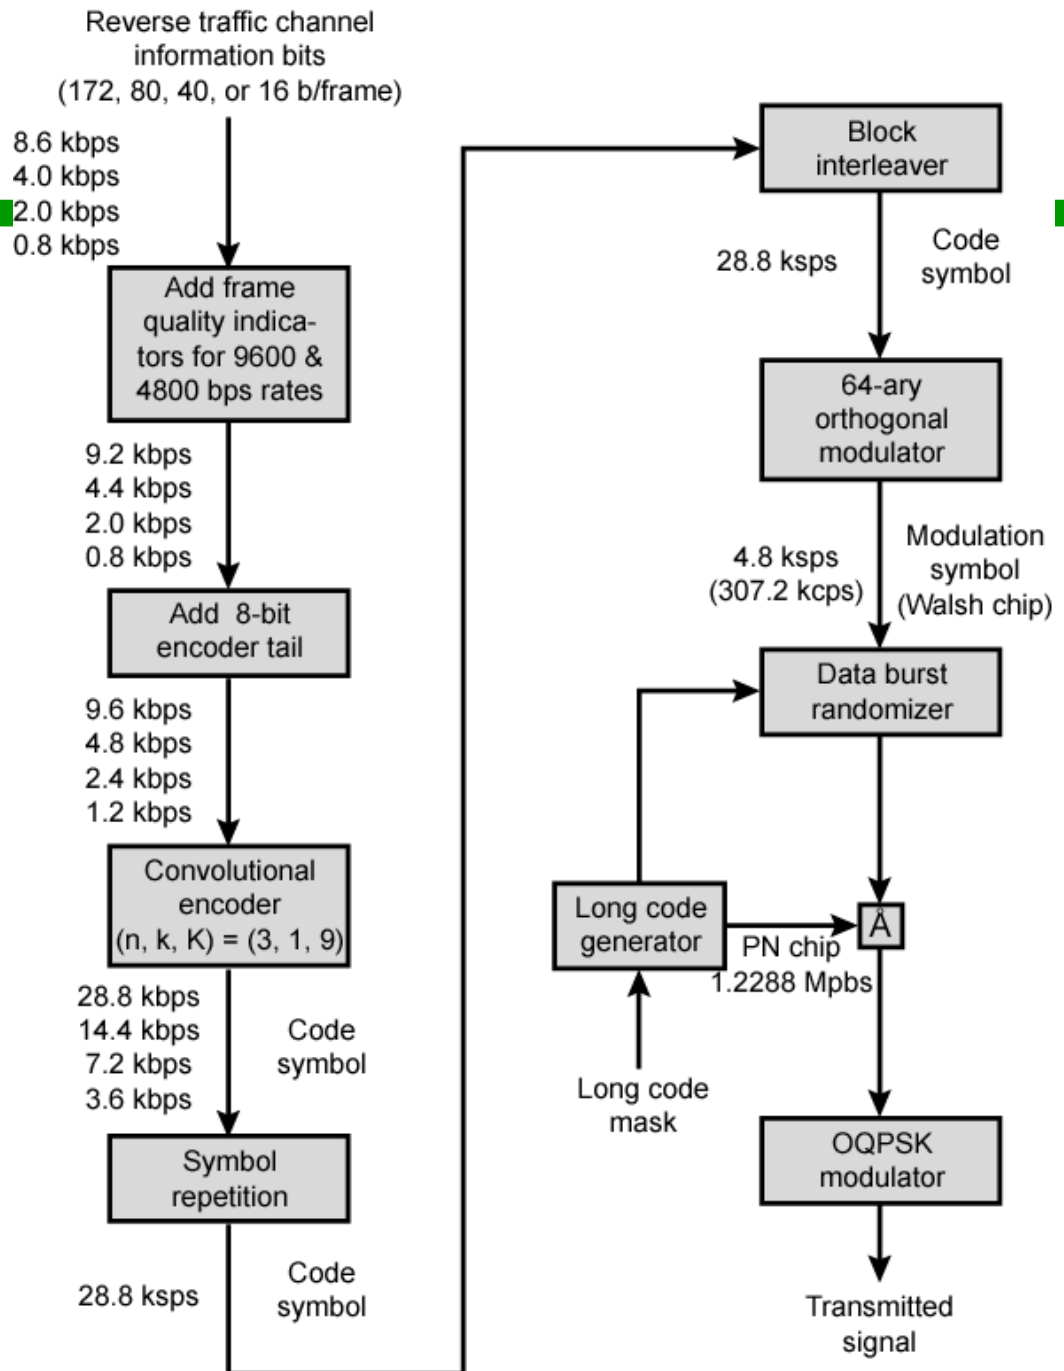 Reverse traffic channel
information bits
(172, 80, 40, or 16 b/frame)
8.6 kbps
4.0 kbps
2.0 kbps
0.8 kbps
Add frame
quality indica-
tors for 9600 &
4800 bps rates
9.2 kbps
4.4 kbps
2.0 kbps
0.8 kbps
Add 8-bit
encoder tail
9.6 kbps
4.8 kbps
2.4 kbps
1.2 kbps
Convolutional
encoder
(n, k, K) = (3, 1, 9)
28.8 kbps
14.4 kbps
7.2 kbps
3.6 kbps
Code
symbol
Symbol
repetition
28.8 ksps
Code
symbol
Block
interleaver
28.8 ksps
Code
symbol
64-ary
orthogonal
modulator
4.8 ksps
(307.2 kcps)
Modulation
symbol
(Walsh chip)
Data burst
randomizer
Long code
generator
PN chip
1.2288 Mpbs
Å
Long code
mask
OQPSK
modulator
Transmitted
signal